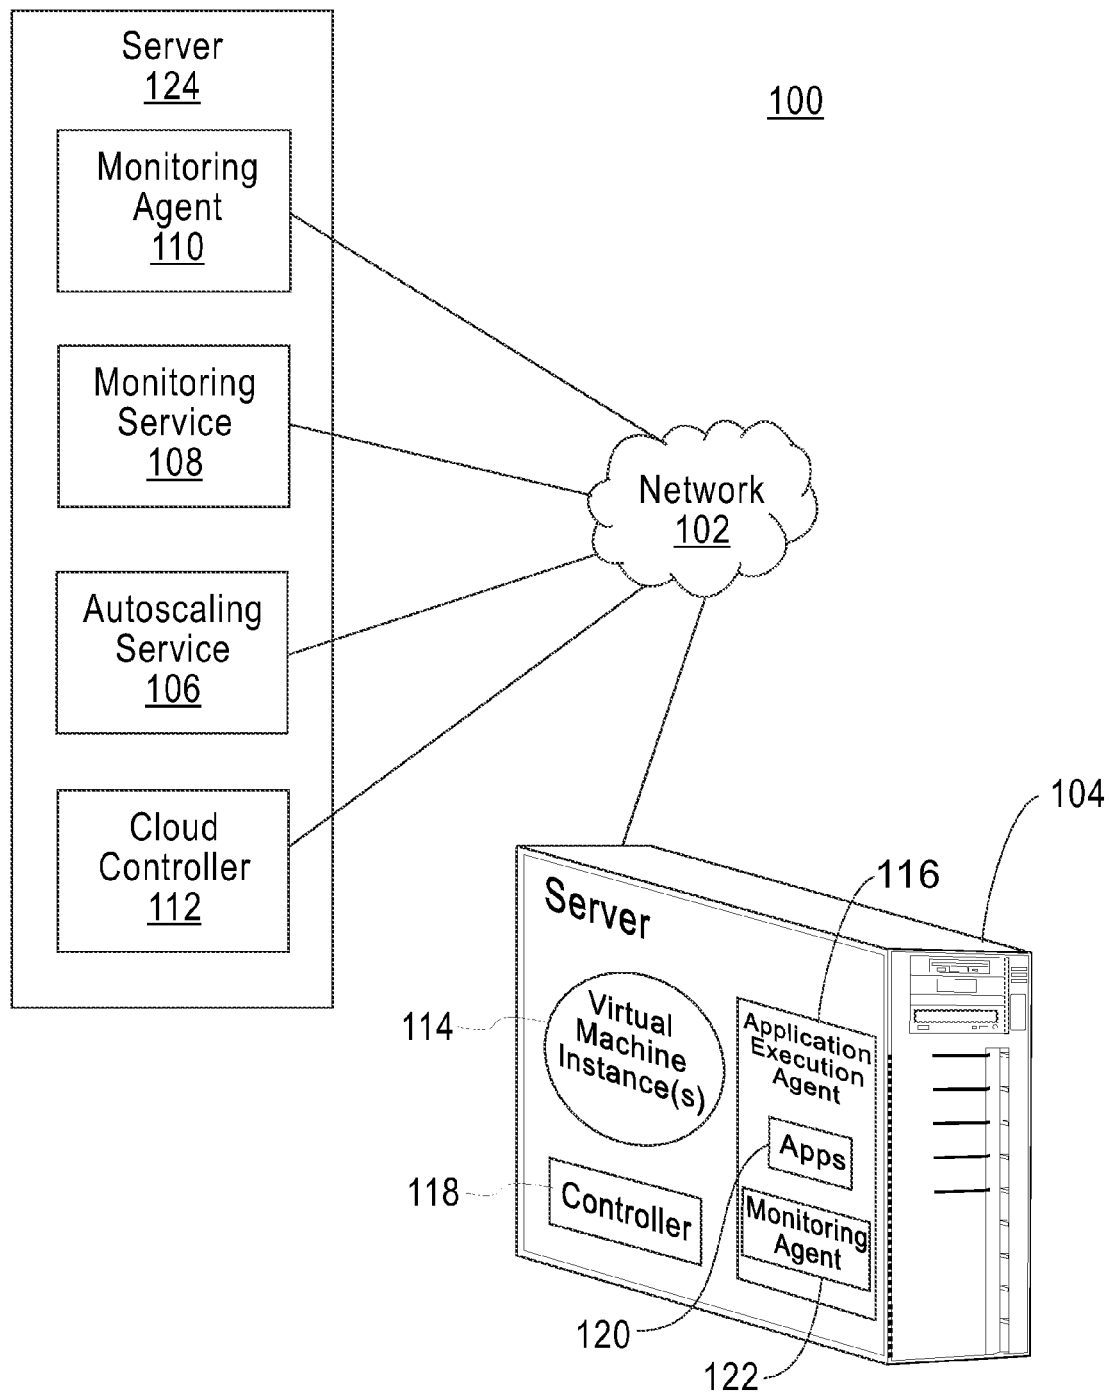 Server
124
100
Monitoring
Agent
110
Monitoring
Service
108
Network
102
Autoscaling
Service
106
Cloud
Controller
112
104
116
Server
114
Virtual
Machine
Instance(s)
Application
Execution
Agent
Apps
118
Controller
Monitoring
Agent
120
122